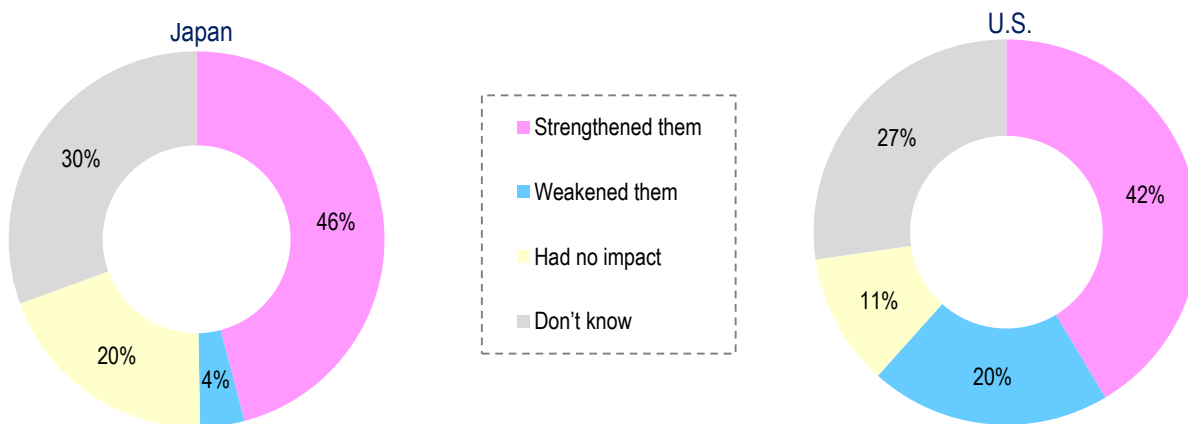 Japan
30%
46%
20%
4%
Strengthened them
Weakened them
Had no impact
Don’t know
U.S.
27%
42%
11%
20%